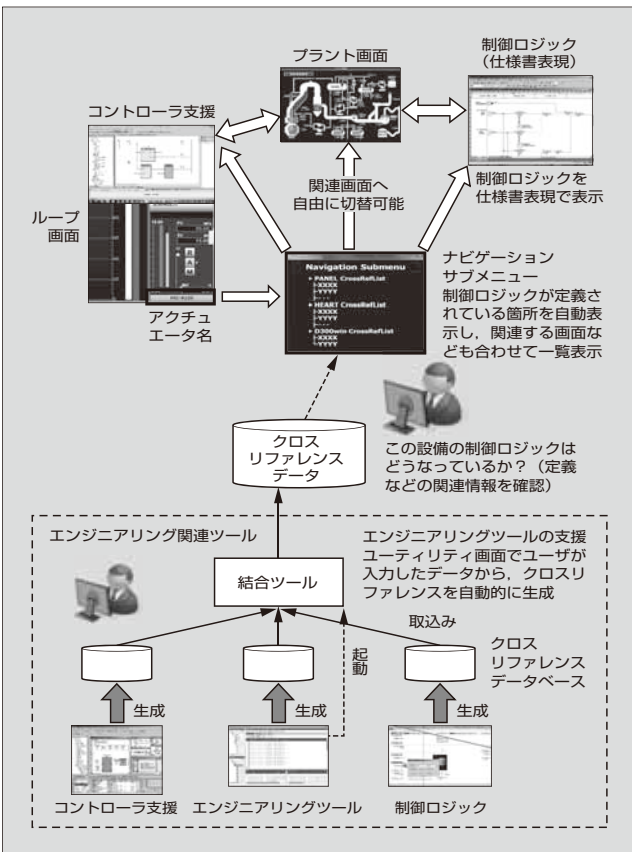 プラント画面
制御ロジック
（仕様書表現）
コントローラ支援
ループ
画面
関連画面へ
自由に切替可能
制御ロジックを
仕様書表現で表示
アクチュ
エータ名
Navigation Submenu
PANEL CrossRefList
XXXX
YYYY
HEART CrossRefList
XXXX
YYYY
D300win CrossRefList
XXXX
YYYY
ナビゲーション
サブメニュー
制御ロジックが定義さ
れている箇所を自動表
示し，関連する画面な
ども合わせて一覧表示
クロス
リファレンス
データ
この設備の制御ロジックは
どうなっているか？（定義
などの関連情報を確認）
エンジニアリング関連ツール
エンジニアリングツールの支援
ユーティリティ画面でユーザが
入力したデータから，クロスリ
ファレンスを自動的に生成
結合ツール
取込み
起動
クロス
リファレンス
データベース
生成
生成
生成
コントローラ支援
エンジニアリングツール
制御ロジック